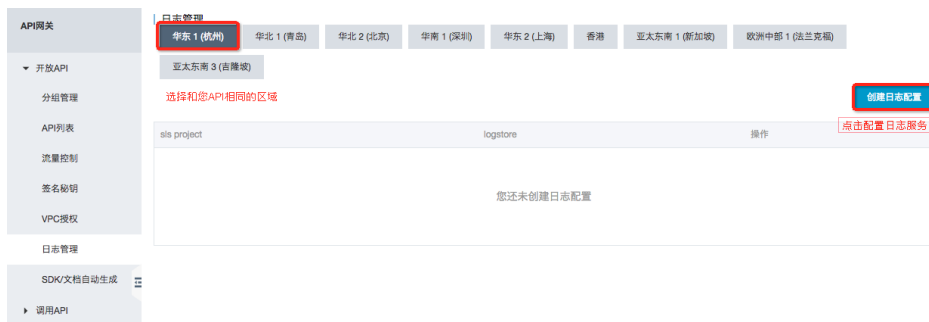 API网关
开放API
分组管理
API列表
流量控制
签名秘钥
VPC授权
日志管理
SDK/文档自动生成
调用API
日志管理
华东 1 (杭州) 华北 1 (青岛) 华北 2 (北京) 华南 1 (深圳) 华东 2 (上海) 香港 亚太东南 1 (新加坡) 欧洲中部 1 (法兰克福)
亚太东南 3 (吉隆坡)
选择和您API相同的区域
创建日志配置
点击配置日志服务
sls project logstore 操作
您还未创建日志配置